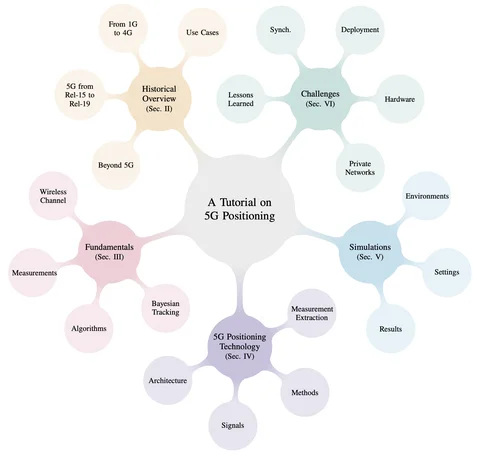 From 1G
to 4G
Use Cases
5G from
Rel-15 to
Rel-19
Historical
Overview
(Sec. II)
Beyond 5G
Synch.
Deployment
Lessons
Learned
Challenges
(Sec. VI)
Hardware
Private
Networks
A Tutorial on
5G Positioning
Wireless
Channel
Fundamentals
(Sec. III)
Measurements
Algorithms
Bayesian
Tracking
Environments
Simulations
(Sec. V)
Settings
Results
5G Positioning
Technology
(Sec. IV)
Measurement
Extraction
Architecture
Methods
Signals